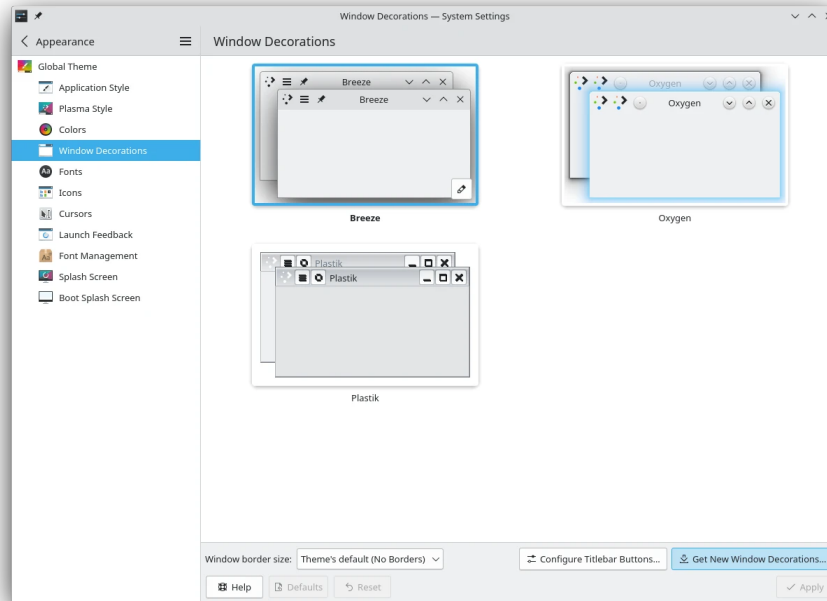 Window Decorations — System Settings
Appearance
Window Decorations
Global Theme
Application Style
Plasma Style
Colors
Window Decorations
Fonts
Icons
Cursors
Launch Feedback
Font Management
Splash Screen
Boot Splash Screen
Breeze
Breeze
Breeze
Oxygen
Oxygen
Oxygen
Plastik
Plastik
Plastik
Window border size: Theme's default (No Borders)
Configure Titlebar Buttons...
Get New Window Decorations...
Help
Defaults
Reset
Apply